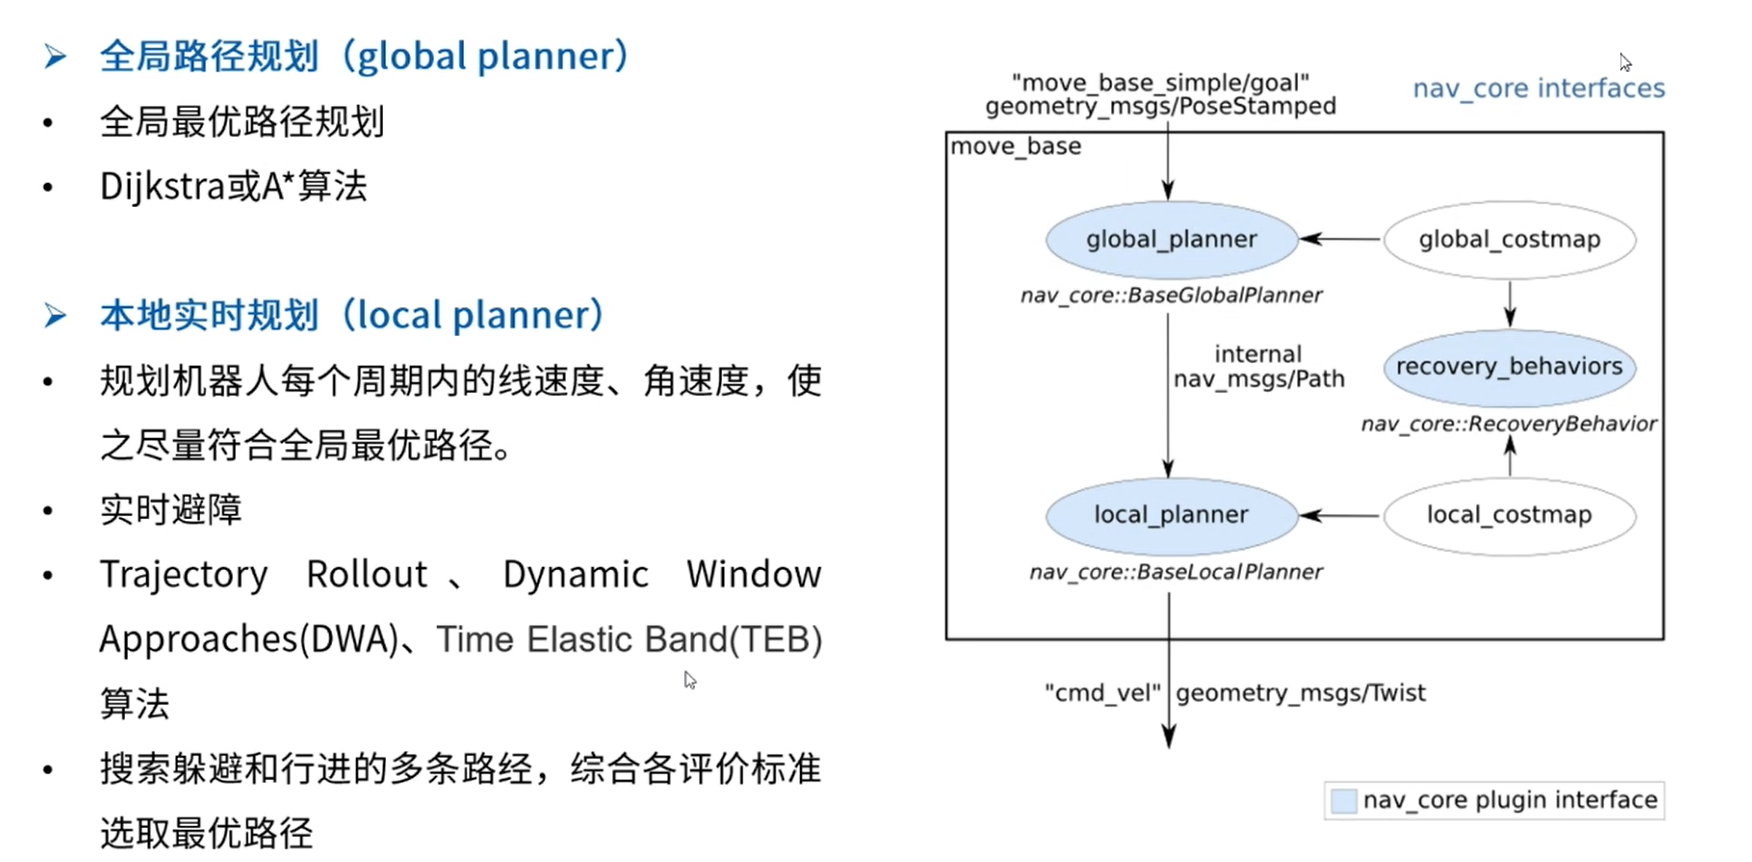 全局路径规划（global planner）
全局最优路径规划
Dijkstra或A*算法
本地实时规划（local planner）
规划机器人每个周期内的线速度、角速度，使
之尽量符合全局最优路径。
实时避障
Trajectory Rollout 、 Dynamic Window
Approaches(DWA)、Time Elastic Band(TEB)
算法
搜索躲避和行进的多条路经，综合各评价标准
选取最优路径
"move_base_simple/goal"
geometry_msgs/PoseStamped
nav_core interfaces
move_base
global_planner
global_costmap
nav_core::BaseGlobalPlanner
internal
nav_msgs/Path
recovery_behaviors
nav_core::RecoveryBehavior
local_planner
local_costmap
nav_core::BaseLocalPlanner
"cmd_vel" geometry_msgs/Twist
nav_core plugin interface